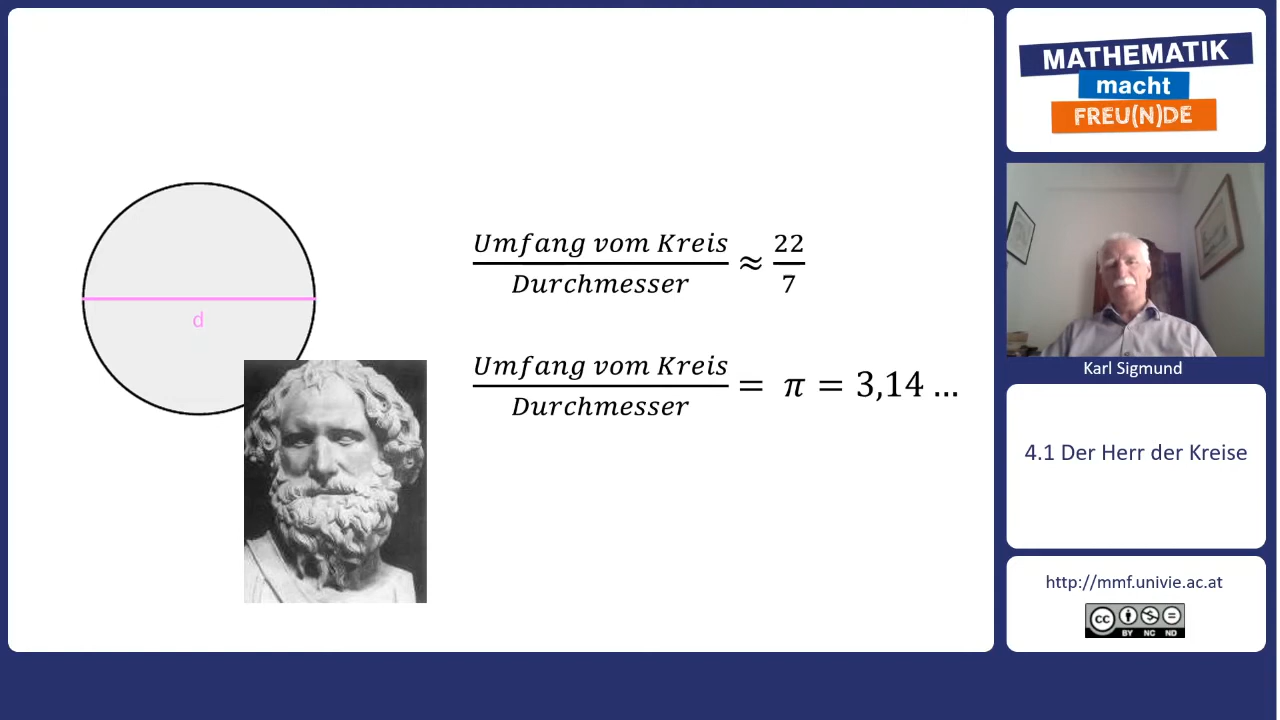 d
Umfang vom Kreis
Durchmesser
≈ 22/7
Umfang vom Kreis
Durchmesser
= π = 3,14 ...
MATHEMATIK
macht
FREU(N)DE
Karl Sigmund
4.1 Der Herr der Kreise
http://mmf.univie.ac.at
CC
BY NC ND